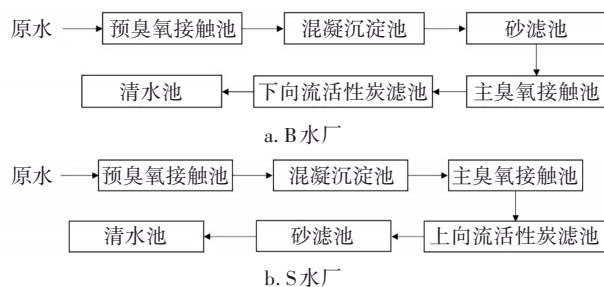 原水 预臭氧接触池 混凝沉淀池 砂滤池
清水池 下向流活性炭滤池 主臭氧接触池
a. B水厂
原水 预臭氧接触池 混凝沉淀池 主臭氧接触池
清水池 砂滤池 上向流活性炭滤池
b. S水厂